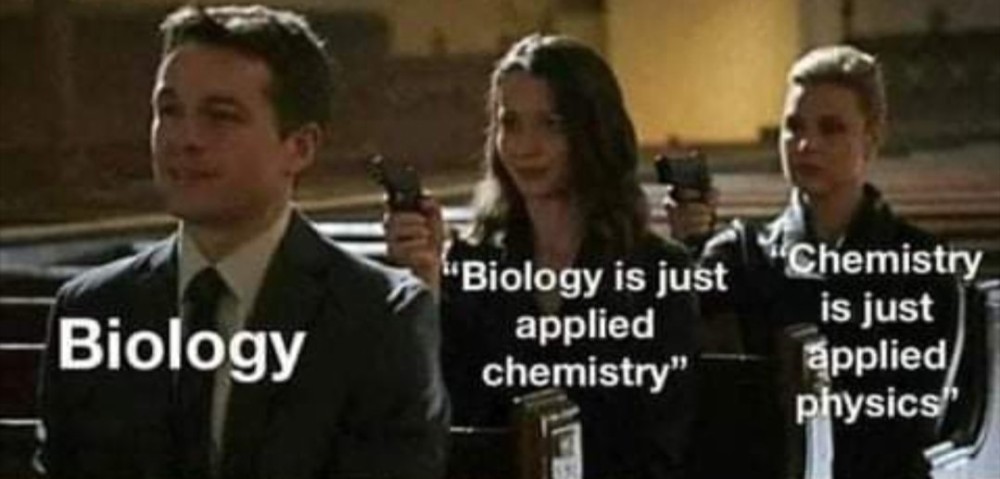 Biology
“Biology is just
applied
chemistry”
“Chemistry
is just
applied
physics”